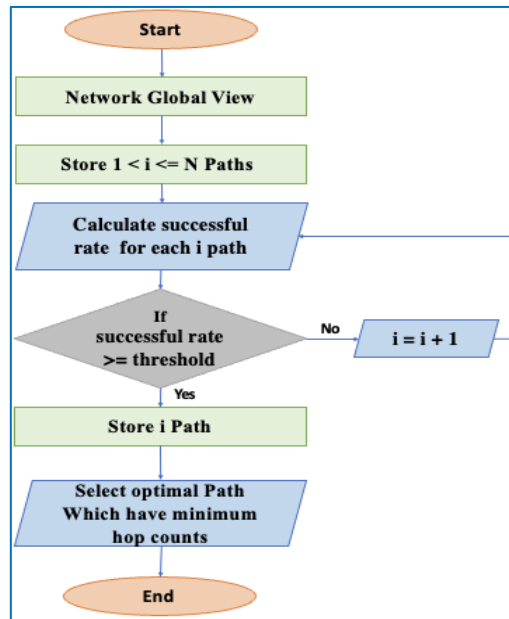 Start
Network Global View
Store 1 < i <= N Paths
Calculate successful
rate for each i path
If
successful rate
>= threshold
No
i = i + 1
Yes
Store i Path
Select optimal Path
Which have minimum
hop counts
End